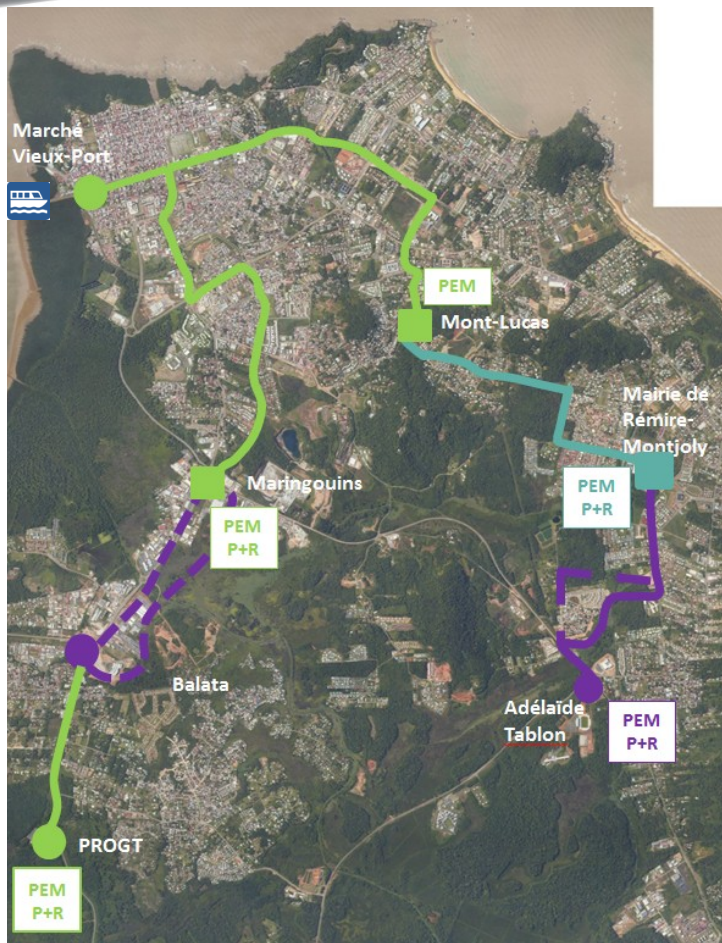 Marché
Vieux-Port
PEM
Mont-Lucas
Mairie de
Rémire-
Montjoly
Maringouins
PEM
P+R
PEM
P+R
Balata
Adélaïde
Tablon
PEM
P+R
PROGT
PEM
P+R